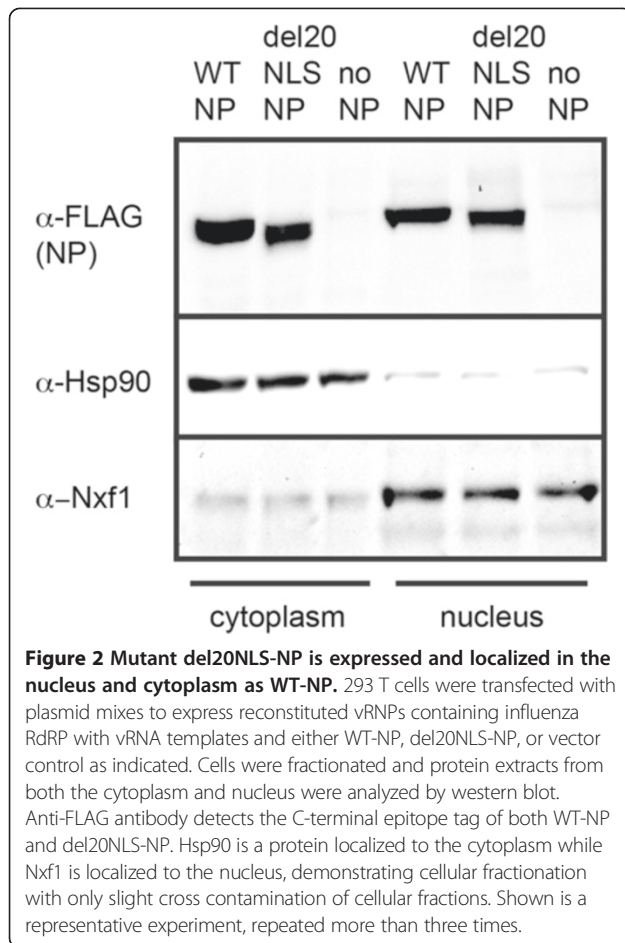 del20 del20
WT NLS no WT NLS no
NP NP NP NP NP NP
α-FLAG
(NP)
α-Hsp90
α-Nxf1
cytoplasm nucleus
Figure 2 Mutant del20NLS-NP is expressed and localized in the
nucleus and cytoplasm as WT-NP. 293 T cells were transfected with
plasmid mixes to express reconstituted vRNPs containing influenza
RdRP with vRNA templates and either WT-NP, del20NLS-NP, or vector
control as indicated. Cells were fractionated and protein extracts from
both the cytoplasm and nucleus were analyzed by western blot.
Anti-FLAG antibody detects the C-terminal epitope tag of both WT-NP
and del20NLS-NP. Hsp90 is a protein localized to the cytoplasm while
Nxf1 is localized to the nucleus, demonstrating cellular fractionation
with only slight cross contamination of cellular fractions. Shown is a
representative experiment, repeated more than three times.